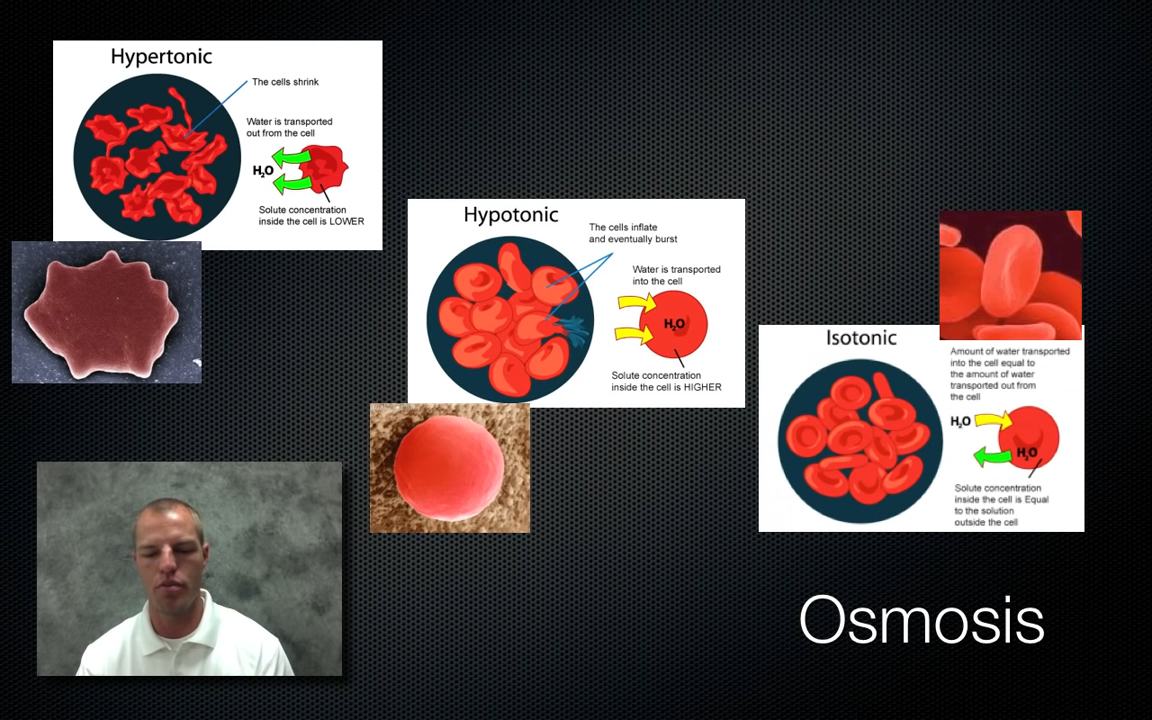 Hypertonic
The cells shrink
Water is transported
out from the cell
H₂O
Solute concentration
inside the cell is LOWER
Hypotonic
The cells inflate
and eventually burst
Water is transported
into the cell
H₂O
Solute concentration
inside the cell is HIGHER
Isotonic
Amount of water transported
into the cell equal to
the amount of water
transported out from
the cell
H₂O
H₂O
Solute concentration
inside the cell is Equal
to the solution
outside the cell
Osmosis